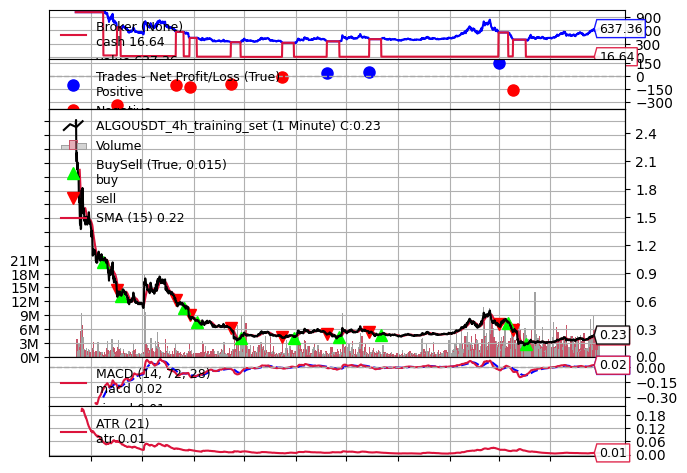 Broker (None)
cash 16.64
900
637.36
300
16.64
Trades - Net Profit/Loss (True)
Positive
150
0
−150
−300
ALGOUSDT_4h_training_set (1 Minute) C:0.23
Volume
BuySell (True, 0.015)
buy
sell
SMA (15) 0.22
2.4
2.1
1.8
1.5
1.2
0.9
0.6
0.3
0.23
0.0
21M
18M
15M
12M
9M
6M
3M
0M
MACD (14, 72, 28)
macd 0.02
0.02
0.00
−0.15
−0.30
ATR (21)
atr 0.01
0.18
0.12
0.06
0.01
0.00